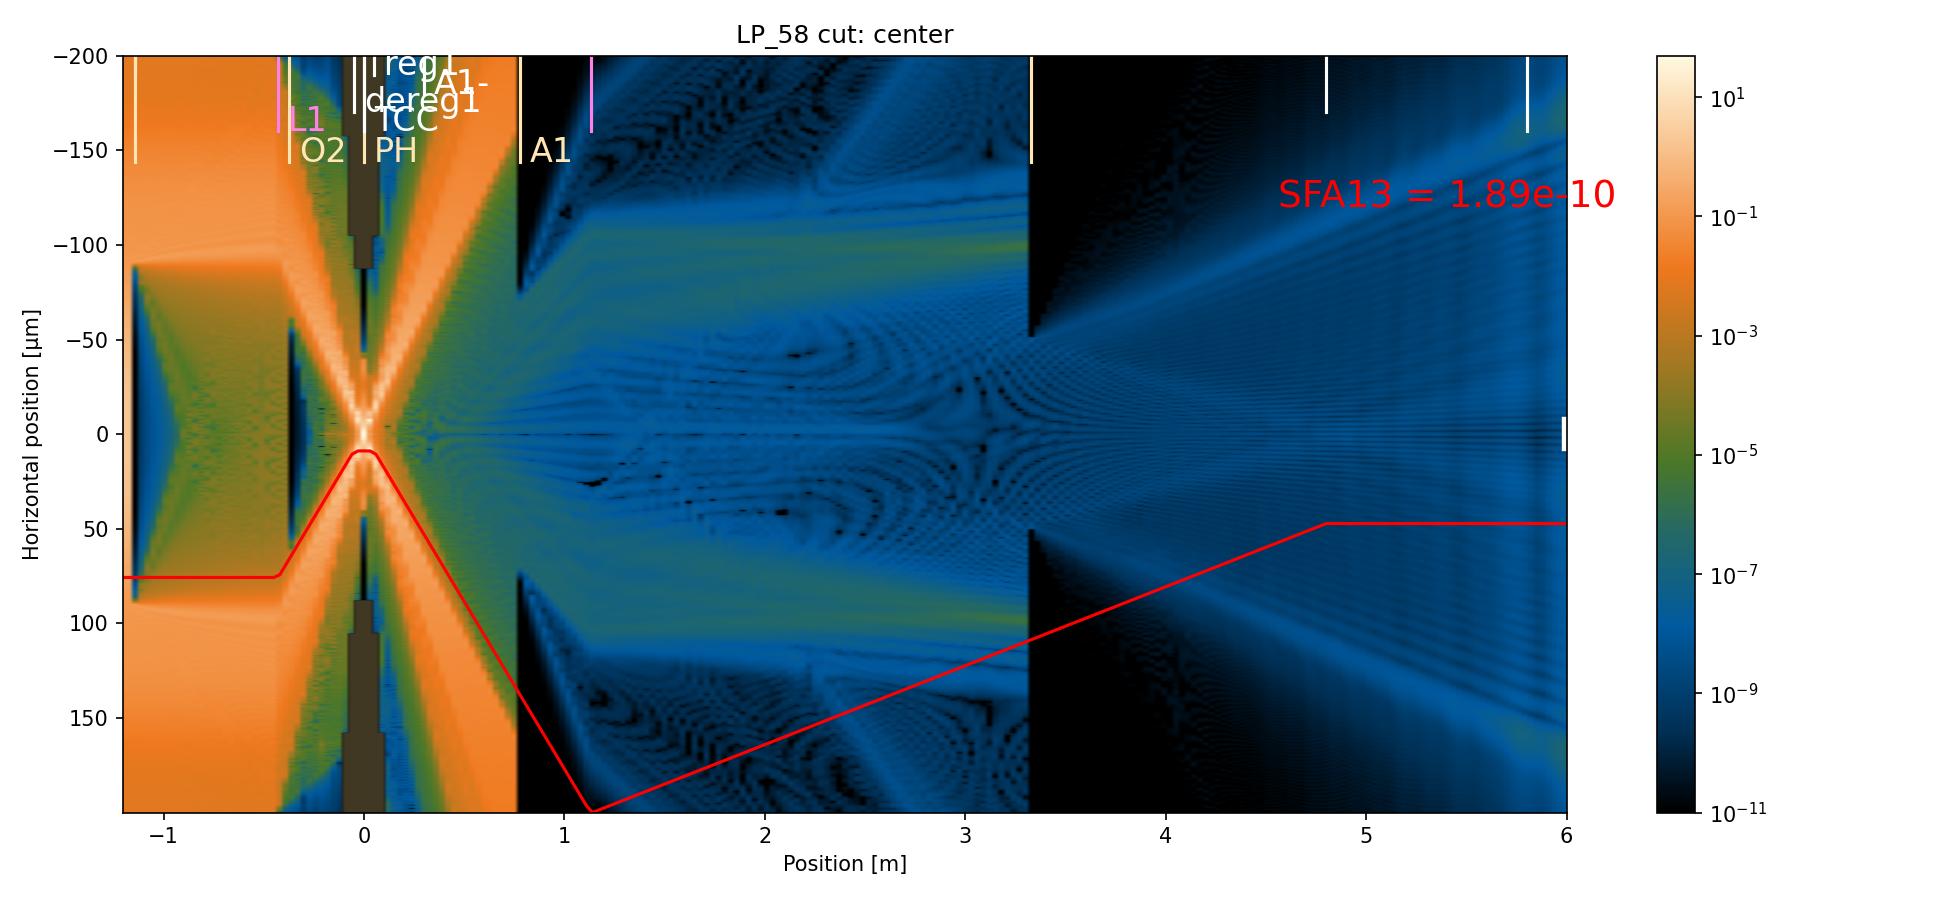 LP_58 cut: center
−200
−150
−100
−50
0
50
100
150
Horizontal position [µm]
reg1
A1-
dereg1
L1
TCC
O2
PH
A1
SFA13 = 1.89e-10
−1
0
1
2
3
4
5
6
Position [m]
10¹
10⁻¹
10⁻³
10⁻⁵
10⁻⁷
10⁻⁹
10⁻¹¹